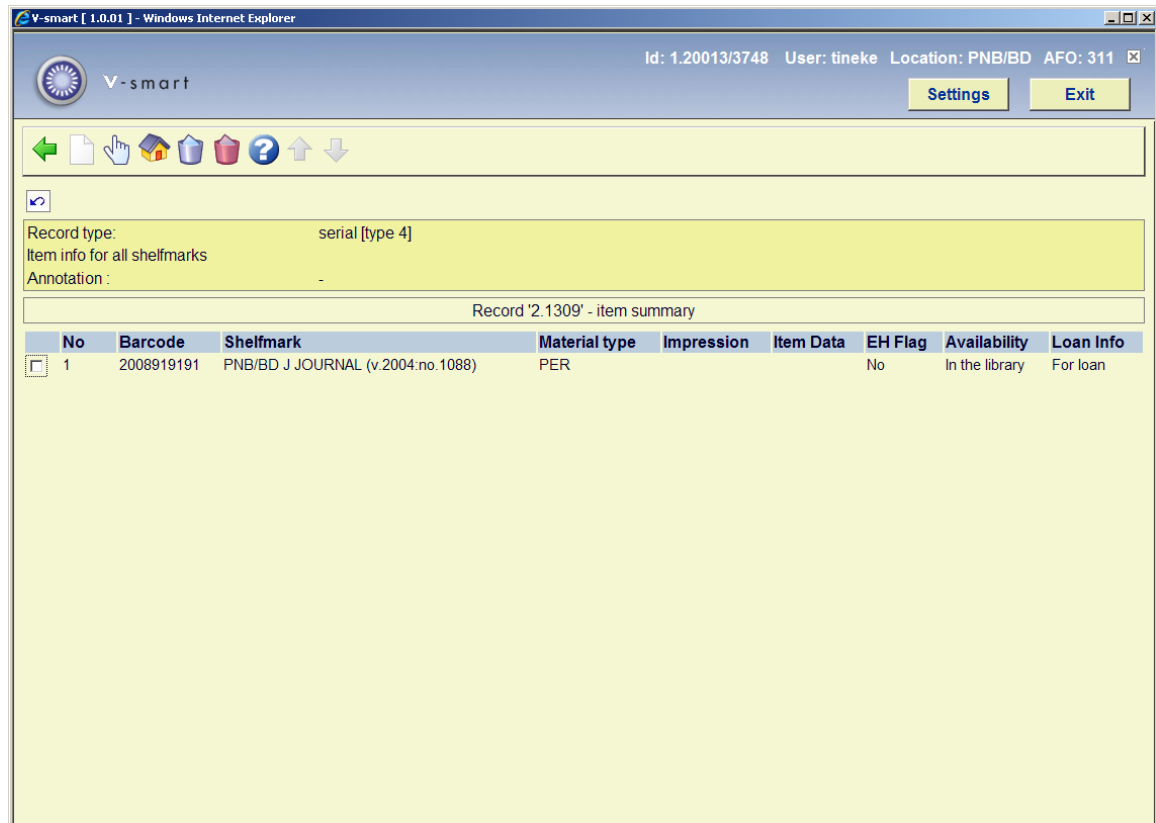 V-smart [ 1.0.01 ] - Windows Internet Explorer
Id: 1.20013/3748 User: tineke Location: PNB/BD AFO: 311
V-smart
Settings Exit
Record type: serial [type 4]
Item info for all shelfmarks
Annotation : -
Record '2.1309' - item summary
No Barcode Shelfmark Material type Impression Item Data EH Flag Availability Loan Info
1 2008919191 PNB/BD J JOURNAL (v.2004:no.1088) PER No In the library For loan